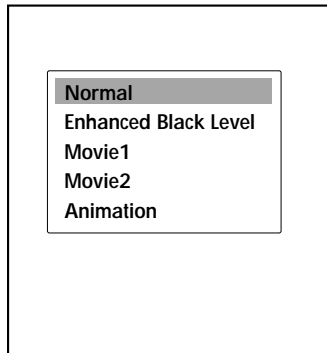 Normal
Enhanced Black Level
Movie1
Movie2
Animation